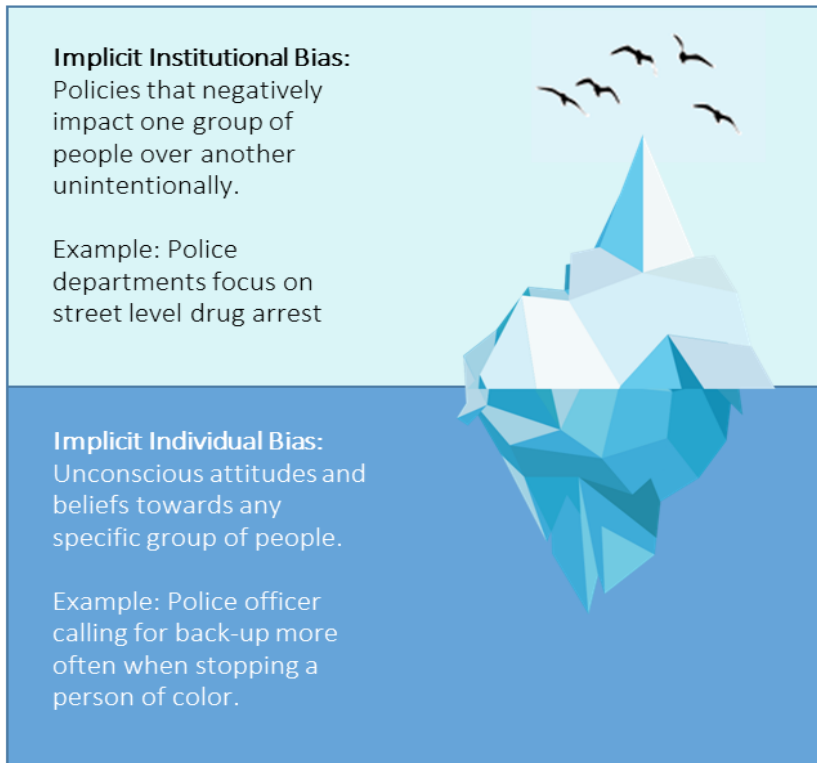 Implicit Institutional Bias:
Policies that negatively
impact one group of
people over another
unintentionally.
Example: Police
departments focus on
street level drug arrest
Implicit Individual Bias:
Unconscious attitudes and
beliefs towards any
specific group of people.
Example: Police officer
calling for back-up more
often when stopping a
person of color.